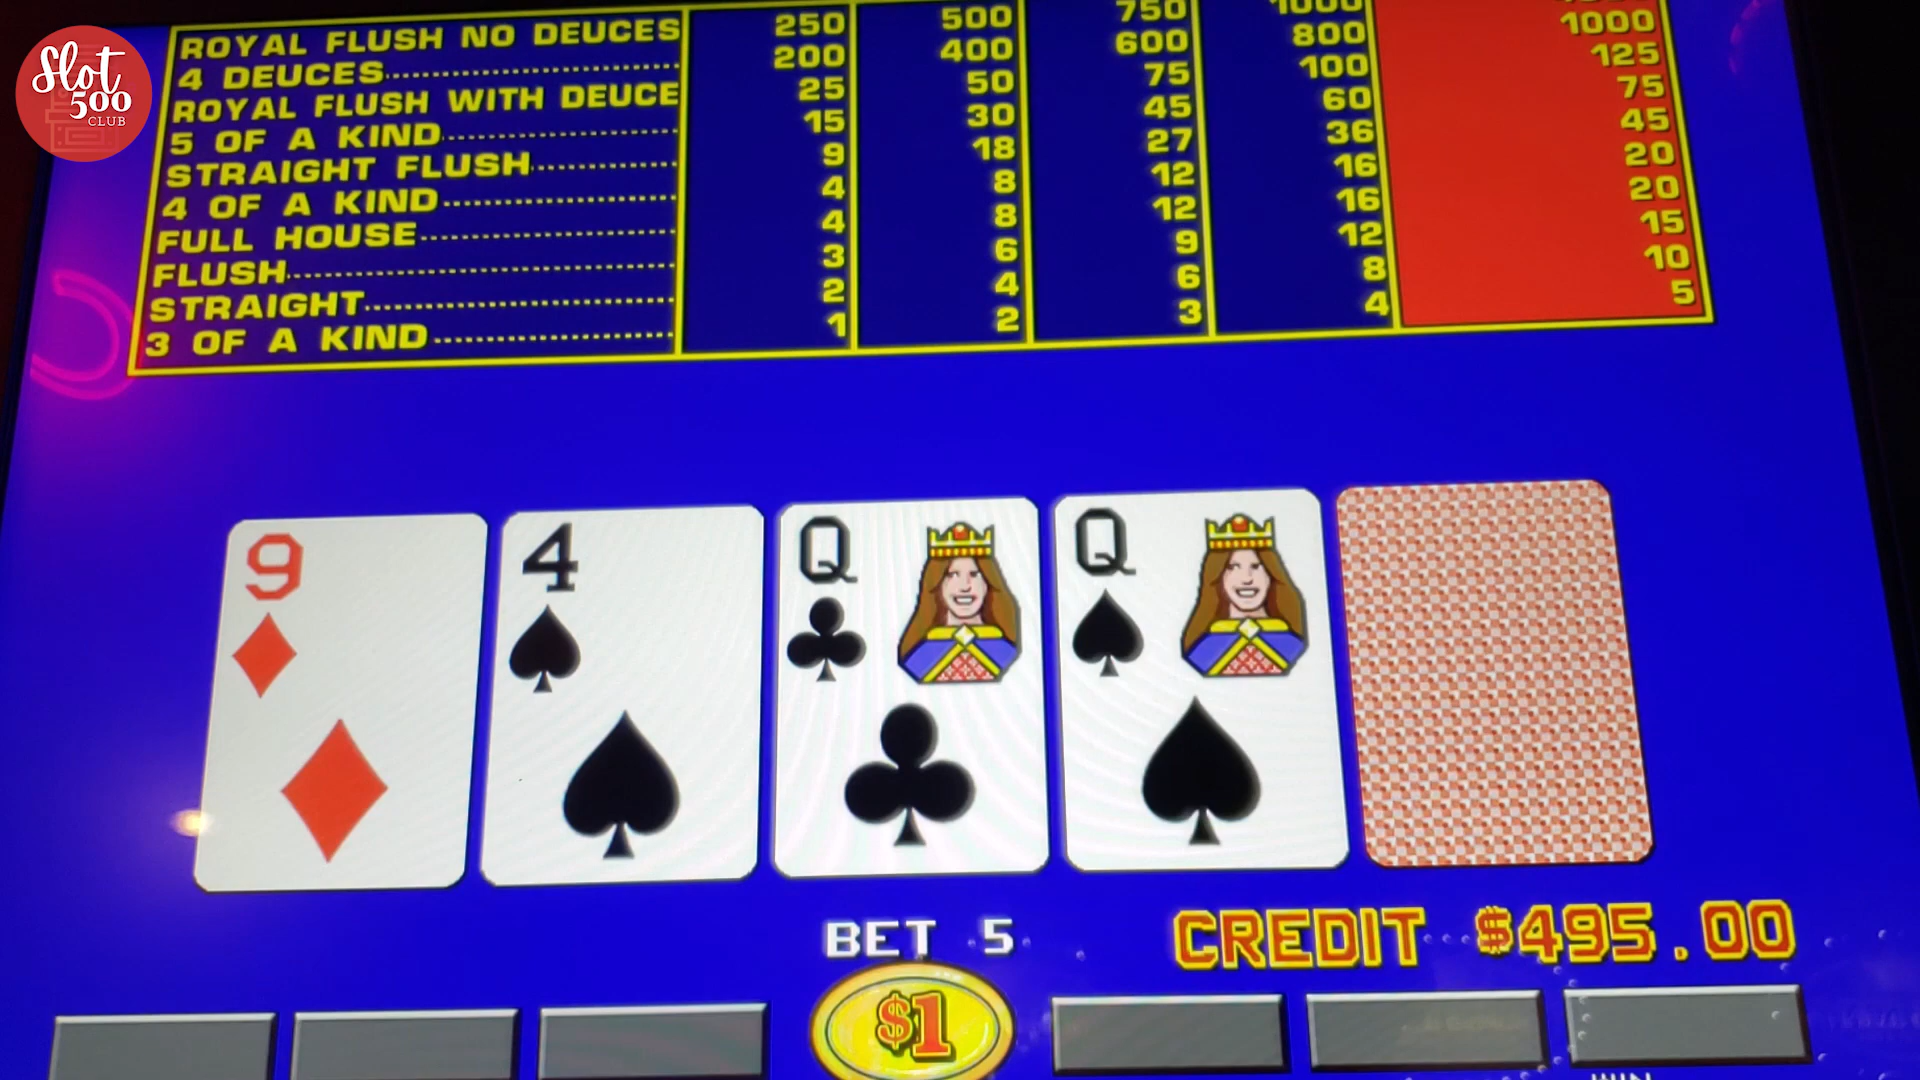 Slot
500
CLUB
ROYAL FLUSH NO DEUCES 250 500 750 1000
4 DEUCES 200 400 600 800 1000
ROYAL FLUSH WITH DEUCE 25 50 75 100 125
5 OF A KIND 15 30 45 60 75
STRAIGHT FLUSH 9 18 27 36 45
4 OF A KIND 4 8 12 16 20
FULL HOUSE 4 8 12 16 20
FLUSH 3 6 9 12 15
STRAIGHT 2 4 6 8 10
3 OF A KIND 1 2 3 4 5
9 4 Q Q
BET 5 CREDIT $495.00
$1